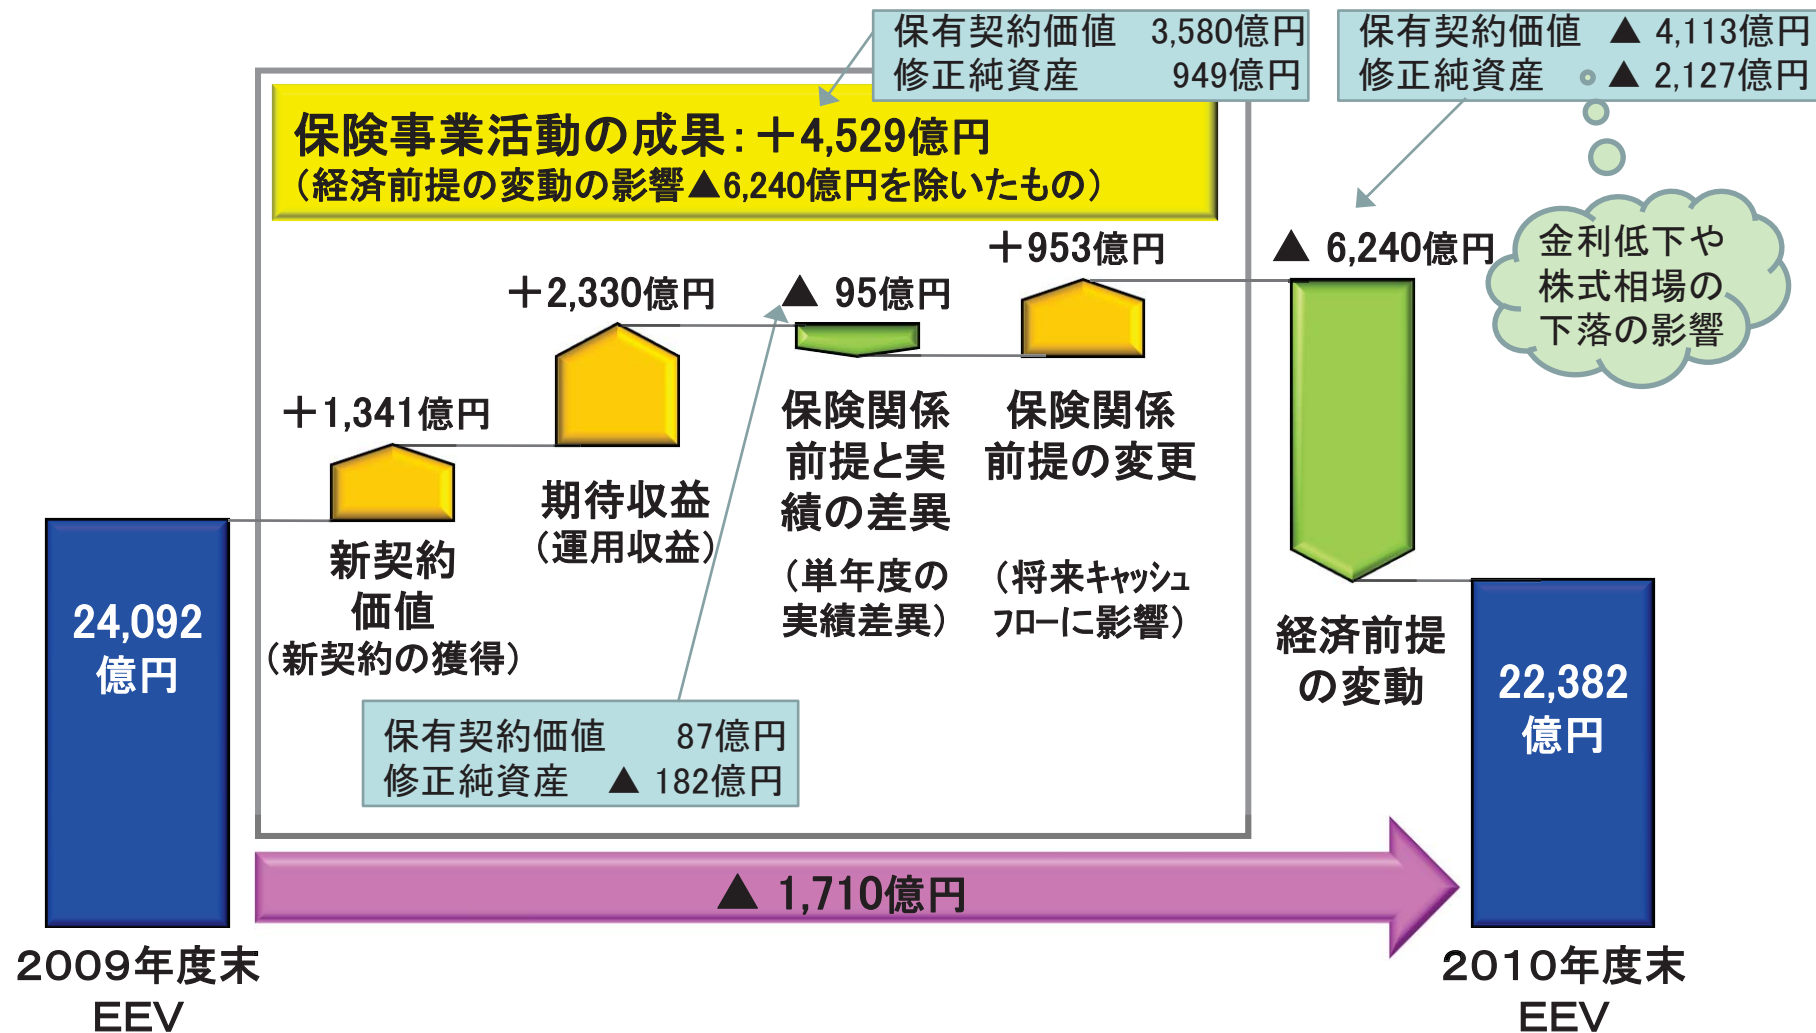 保有契約価値 3,580億円
修正純資産 949億円
保有契約価値 ▲ 4,113億円
修正純資産 ▲ 2,127億円
保険事業活動の成果：＋4,529億円
（経済前提の変動の影響▲6,240億円を除いたもの）
金利低下や
株式相場の
下落の影響
＋1,341億円
＋2,330億円
▲ 95億円
＋953億円
▲ 6,240億円
24,092
億円
新契約
価値
（新契約の獲得）
期待収益
（運用収益）
保険関係
前提と実
績の差異
（単年度の
実績差異）
保険関係
前提の変更
（将来キャッシュ
フローに影響）
経済前提
の変動
22,382
億円
保有契約価値 87億円
修正純資産 ▲ 182億円
▲ 1,710億円
２００９年度末
ＥＥＶ
２０１０年度末
ＥＥＶ